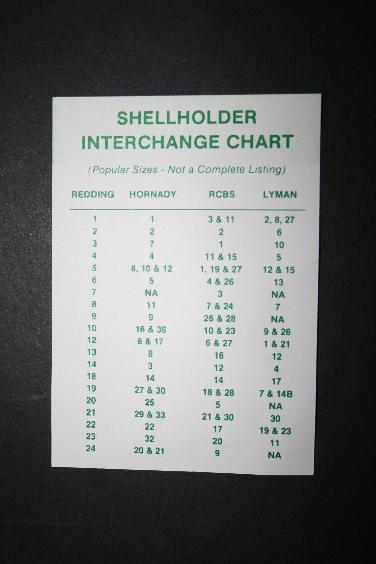 SHELLHOLDER
INTERCHANGE CHART
(Popular Sizes - Not a Complete Listing)
REDDING HORNADY RCBS LYMAN
1 1 3 & 11 2, 8, 27
2 2 2 6
3 7 1 10
4 4 11 & 15 5
5 8, 10 & 12 1, 19 & 27 12 & 15
6 5 4 & 26 13
7 NA 3 NA
8 11 7 & 24 7
9 9 26 & 28 NA
10 16 & 36 10 & 23 9 & 26
12 6 & 17 6 & 27 1 & 21
13 8 16 12
14 3 12 4
18 14 14 17
19 27 & 30 18 & 28 7 & 14B
20 25 5 NA
21 29 & 33 21 & 30 30
22 22 17 19 & 23
23 32 20 11
24 20 & 21 9 NA